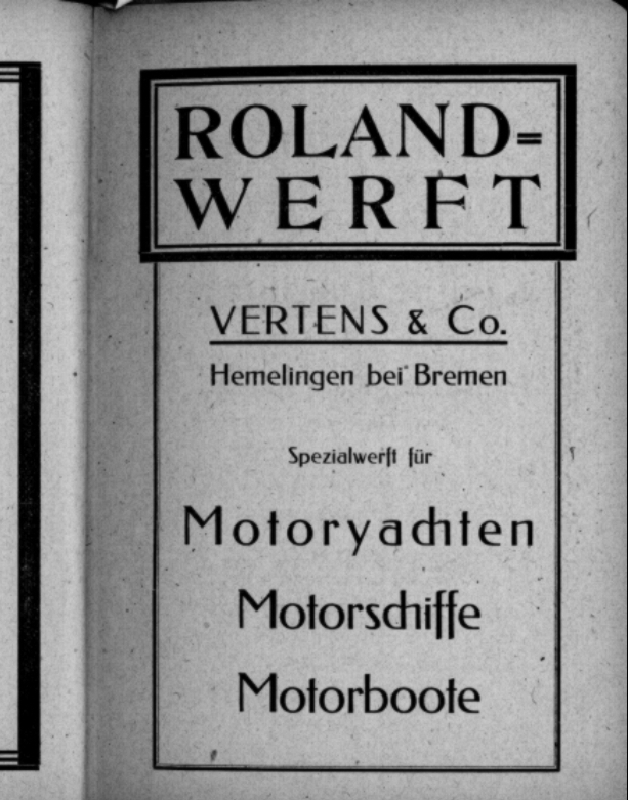 ROLAND=
WERFT
VERTENS & Co.
Hemelingen bei Bremen
Spezialwerft für
Motoryachten
Motorschiffe
Motorboote